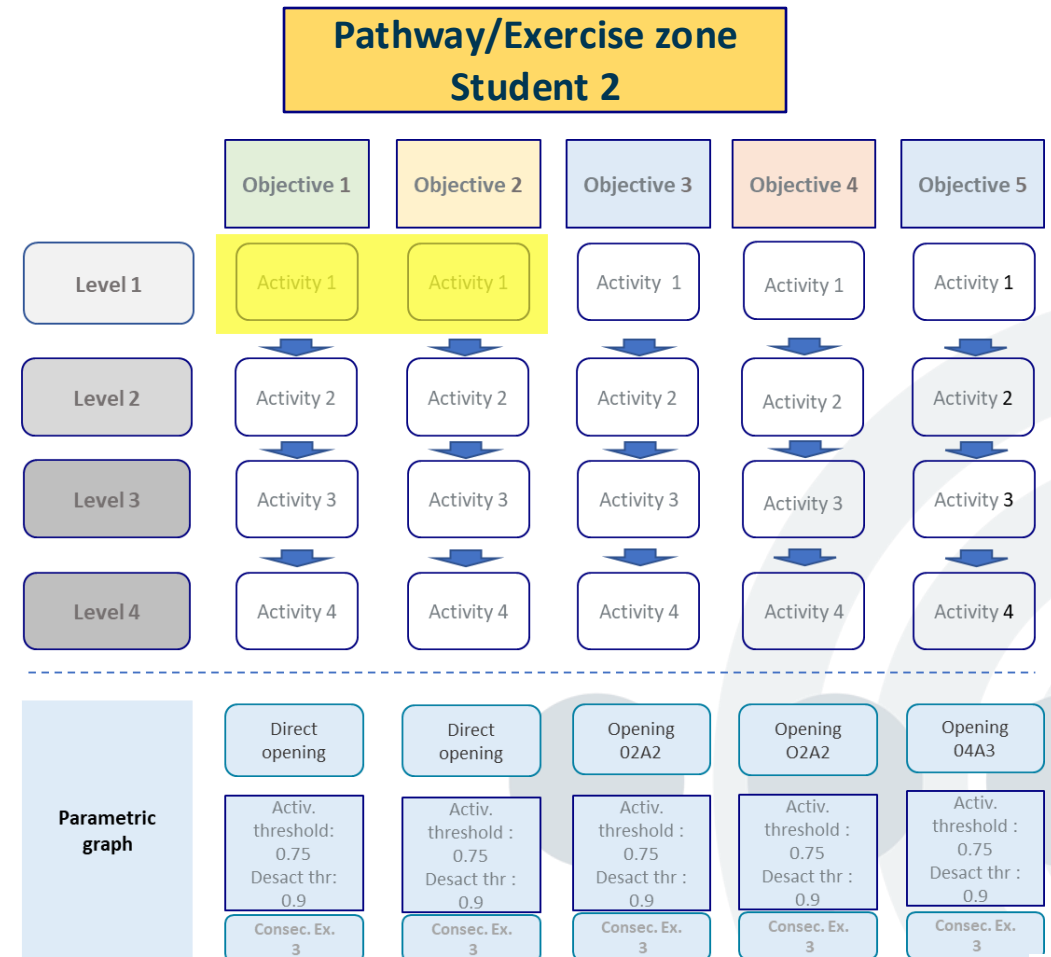 Pathway/Exercise zone
Student 2
Objective 1
Objective 2
Objective 3
Objective 4
Objective 5
Level 1
Activity 1
Activity 1
Activity 1
Activity 1
Activity 1
Level 2
Activity 2
Activity 2
Activity 2
Activity 2
Activity 2
Level 3
Activity 3
Activity 3
Activity 3
Activity 3
Activity 3
Level 4
Activity 4
Activity 4
Activity 4
Activity 4
Activity 4
Parametric
graph
Direct
opening
Direct
opening
Opening
02A2
Opening
O2A2
Opening
04A3
Activ.
threshold:
0.75
Desact thr:
0.9
Activ.
threshold :
0.75
Desact thr :
0.9
Activ.
threshold :
0.75
Desact thr :
0.9
Activ.
threshold :
0.75
Desact thr :
0.9
Activ.
threshold :
0.75
Desact thr :
0.9
Consec. Ex.
3
Consec. Ex.
3
Consec. Ex.
3
Consec. Ex.
3
Consec. Ex.
3